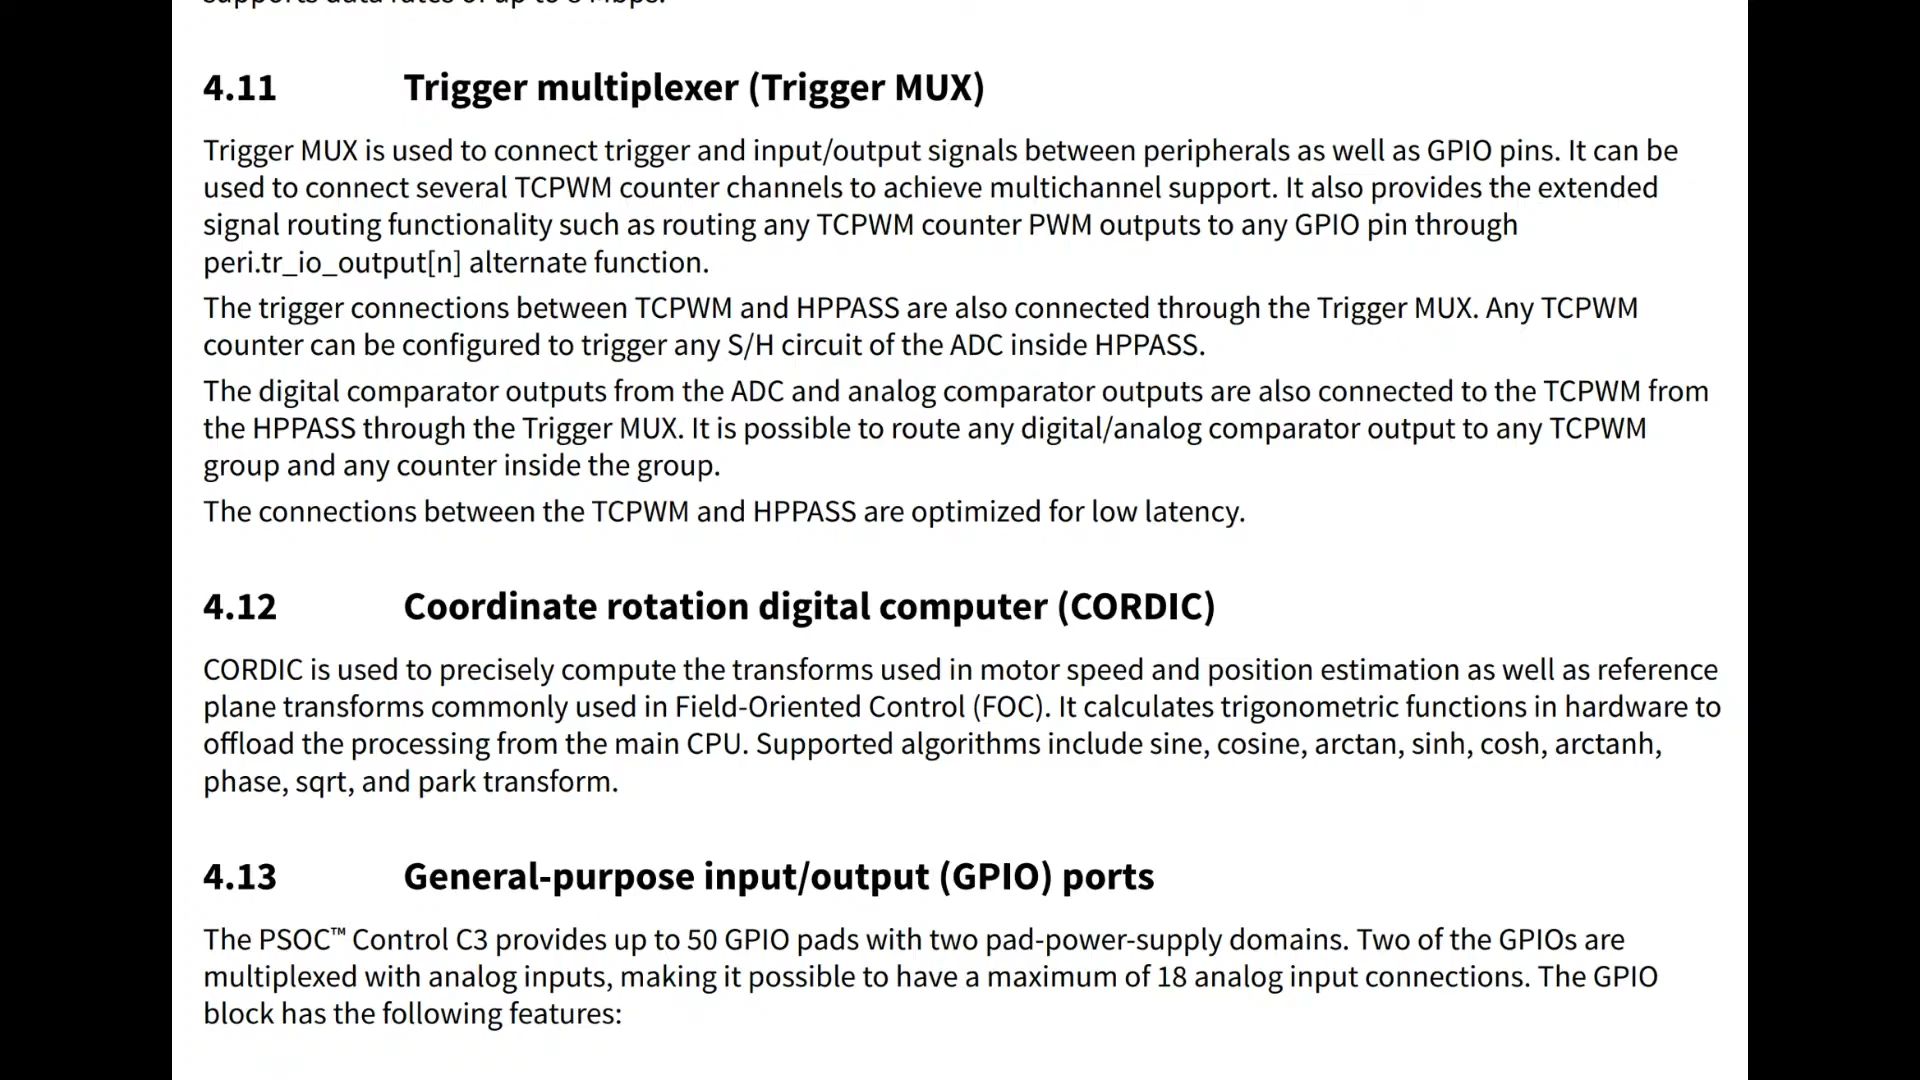 supports data rates of up to 8 Mbps.
4.11 Trigger multiplexer (Trigger MUX)
Trigger MUX is used to connect trigger and input/output signals between peripherals as well as GPIO pins. It can be
used to connect several TCPWM counter channels to achieve multichannel support. It also provides the extended
signal routing functionality such as routing any TCPWM counter PWM outputs to any GPIO pin through
peri.tr_io_output[n] alternate function.
The trigger connections between TCPWM and HPPASS are also connected through the Trigger MUX. Any TCPWM
counter can be configured to trigger any S/H circuit of the ADC inside HPPASS.
The digital comparator outputs from the ADC and analog comparator outputs are also connected to the TCPWM from
the HPPASS through the Trigger MUX. It is possible to route any digital/analog comparator output to any TCPWM
group and any counter inside the group.
The connections between the TCPWM and HPPASS are optimized for low latency.
4.12 Coordinate rotation digital computer (CORDIC)
CORDIC is used to precisely compute the transforms used in motor speed and position estimation as well as reference
plane transforms commonly used in Field-Oriented Control (FOC). It calculates trigonometric functions in hardware to
offload the processing from the main CPU. Supported algorithms include sine, cosine, arctan, sinh, cosh, arctanh,
phase, sqrt, and park transform.
4.13 General-purpose input/output (GPIO) ports
The PSOC™ Control C3 provides up to 50 GPIO pads with two pad-power-supply domains. Two of the GPIOs are
multiplexed with analog inputs, making it possible to have a maximum of 18 analog input connections. The GPIO
block has the following features: